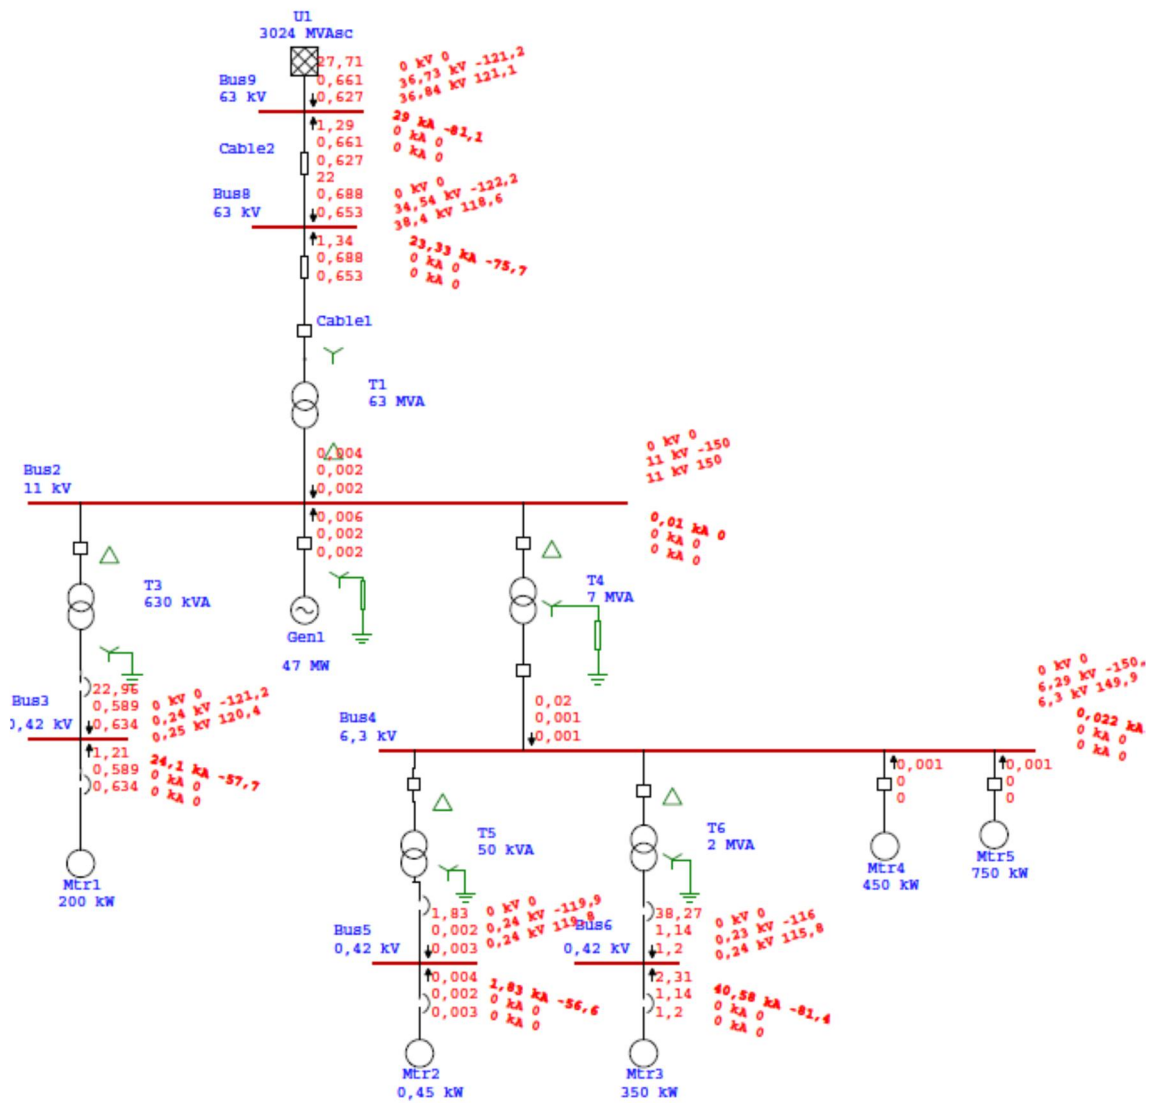 U1
3024 MVAsc
27,71
0,661
0,627
0 kV 0
36,73 kV -121,2
36,84 kV 121,1
Bus9
63 kV
29 kA -81,1
0 kA 0
0 kA 0
1,29
0,661
0,627
Cable2
22
0,688
0,653
0 kV 0
34,54 kV -122,2
38,4 kV 118,6
Bus8
63 kV
1,34
0,688
0,653
23,33 kA -75,7
0 kA 0
0 kA 0
Cable1
T1
63 MVA
0,004
0,002
0,002
0 kV 0
11 kV -150
11 kV 150
Bus2
11 kV
0,006
0,002
0,002
0,01 kA 0
0 kA 0
0 kA 0
T3
630 kVA
Gen1
47 MW
T4
7 MVA
22,96
0,589
0,634
0 kV 0
0,24 kV -121,2
0,25 kV 120,4
Bus3
0,42 kV
1,21
0,589
0,634
24,1 kA -57,7
0 kA 0
0 kA 0
Mtr1
200 kW
0,02
0,001
0,001
0 kV 0
6,29 kV -150,
6,3 kV 149,9
Bus4
6,3 kV
0,022 kA
0 kA 0
0 kA 0
0,001
0
0
0,001
0
0
T5
50 kVA
T6
2 MVA
Mtr4
450 kW
Mtr5
750 kW
1,83
0,002
0,003
0 kV 0
0,24 kV -119,9
0,24 kV 119,8
Bus5
0,42 kV
0,004
0,002
0,003
1,83 kA -56,6
0 kA 0
0 kA 0
Mtr2
0,45 kW
38,27
1,14
1,2
0 kV 0
0,23 kV -116
0,24 kV 115,8
Bus6
0,42 kV
2,31
1,14
1,2
40,58 kA -81,4
0 kA 0
0 kA 0
Mtr3
350 kW